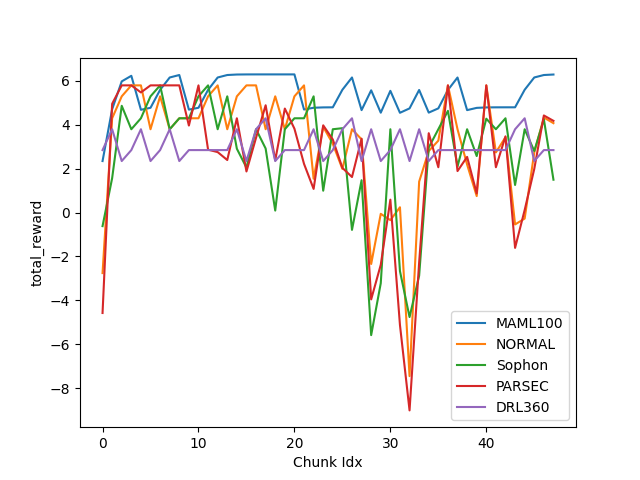 total_reward
6
4
2
0
−2
−4
−6
−8
0
10
20
30
40
Chunk Idx
MAML100
NORMAL
Sophon
PARSEC
DRL360